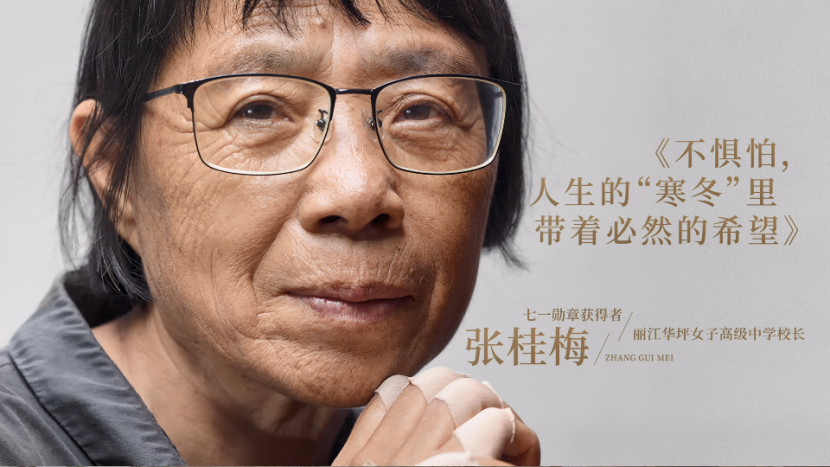 《不惧怕，
人生的“寒冬”里
带着必然的希望》
七一勋章获得者
张桂梅
丽江华坪女子高级中学校长
ZHANG GUI MEI